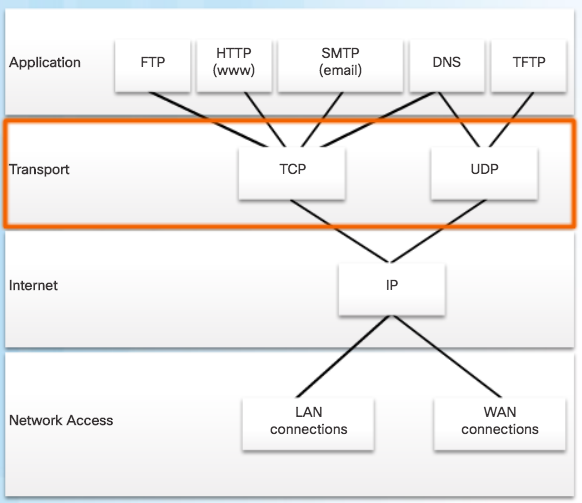 Application
FTP
HTTP
(www)
SMTP
(email)
DNS
TFTP
Transport
TCP
UDP
Internet
IP
Network Access
LAN
connections
WAN
connections